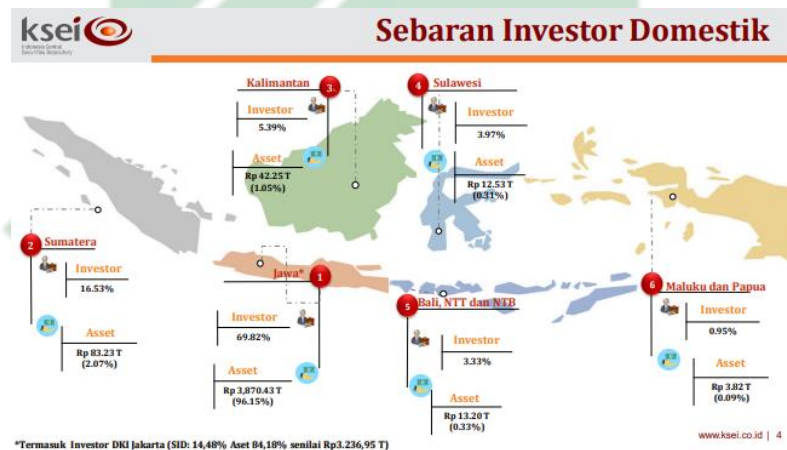 ksei
Indonesia Central
Securities Depository
Sebaran Investor Domestik
Kalimantan
3
Investor
5.39%
Asset
Rp 42.25 T
(1.05%)
4
Sulawesi
Investor
3.97%
Asset
Rp 12.53 T
(0.31%)
2
Sumatera
Investor
16.53%
Asset
Rp 83.23 T
(2.07%)
Jawa*
1
Investor
69.82%
Asset
Rp 3,870.43 T
(96.15%)
5
Bali, NTT dan NTB
Investor
3.33%
Asset
Rp 13.20 T
(0.33%)
6
Maluku dan Papua
Investor
0.95%
Asset
Rp 3.82 T
(0.09%)
*Termasuk Investor DKI Jakarta (SID: 14,48% Aset 84,18% senilai Rp3.236,95 T)
www.ksei.co.id | 4